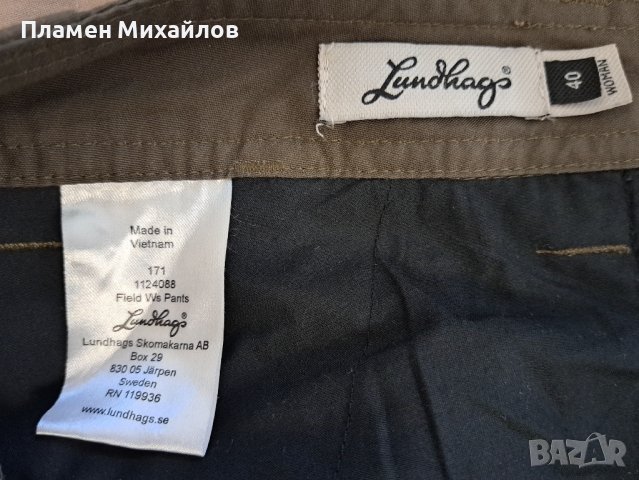 Пламен Михайлов
Lundhags®
40
WOMAN
Made in
Vietnam
171
1124088
Field Ws Pants
Lundhags®
Lundhags Skomakarna AB
Box 29
830 05 Järpen
Sweden
RN 119936
www.lundhags.se
BAZAR